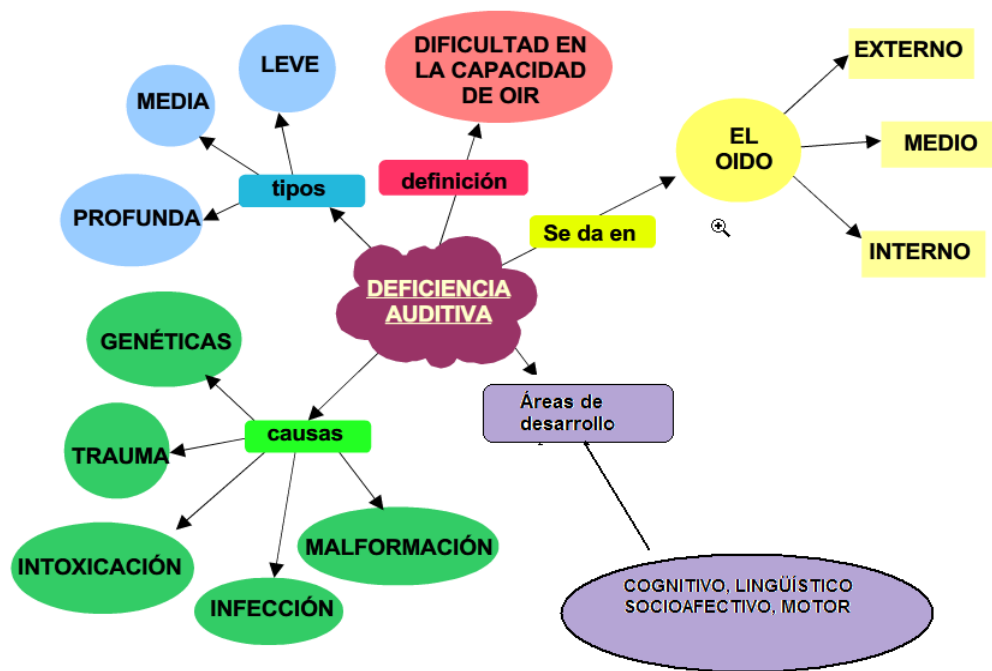 DIFICULTAD EN
LA CAPACIDAD
DE OIR
LEVE
MEDIA
PROFUNDA
tipos
definición
Se da en
EL
OIDO
EXTERNO
MEDIO
INTERNO
DEFICIENCIA
AUDITIVA
GENÉTICAS
TRAUMA
INTOXICACIÓN
INFECCIÓN
MALFORMACIÓN
causas
Áreas de
desarrollo
COGNITIVO, LINGÜÍSTICO
SOCIOAFECTIVO, MOTOR